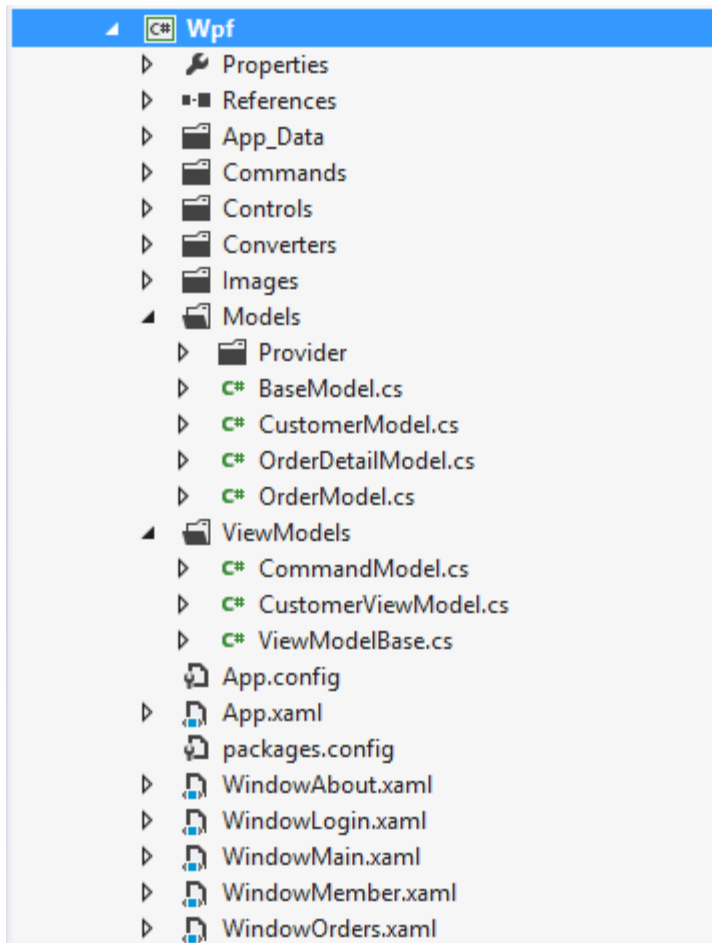 C# Wpf
Properties
References
App_Data
Commands
Controls
Converters
Images
Models
Provider
C# BaseModel.cs
C# CustomerModel.cs
C# OrderDetailModel.cs
C# OrderModel.cs
ViewModels
C# CommandModel.cs
C# CustomerViewModel.cs
C# ViewModelBase.cs
App.config
App.xaml
packages.config
WindowAbout.xaml
WindowLogin.xaml
WindowMain.xaml
WindowMember.xaml
WindowOrders.xaml